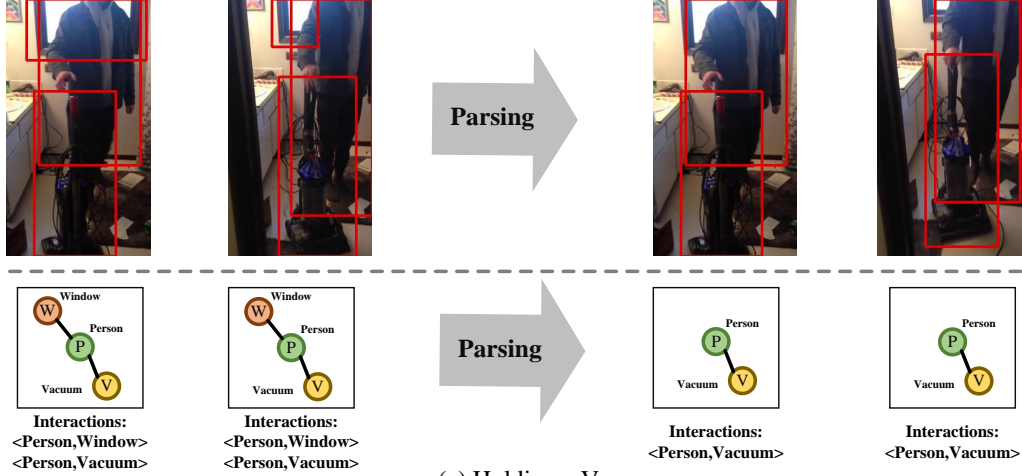 Parsing
Window
W
Person
P
Vacuum
V
Interactions:
<Person,Window>
<Person,Vacuum>
Window
W
Person
P
Vacuum
V
Interactions:
<Person,Window>
<Person,Vacuum>
Parsing
Person
P
Vacuum
V
Interactions:
<Person,Vacuum>
Person
P
Vacuum
V
Interactions:
<Person,Vacuum>